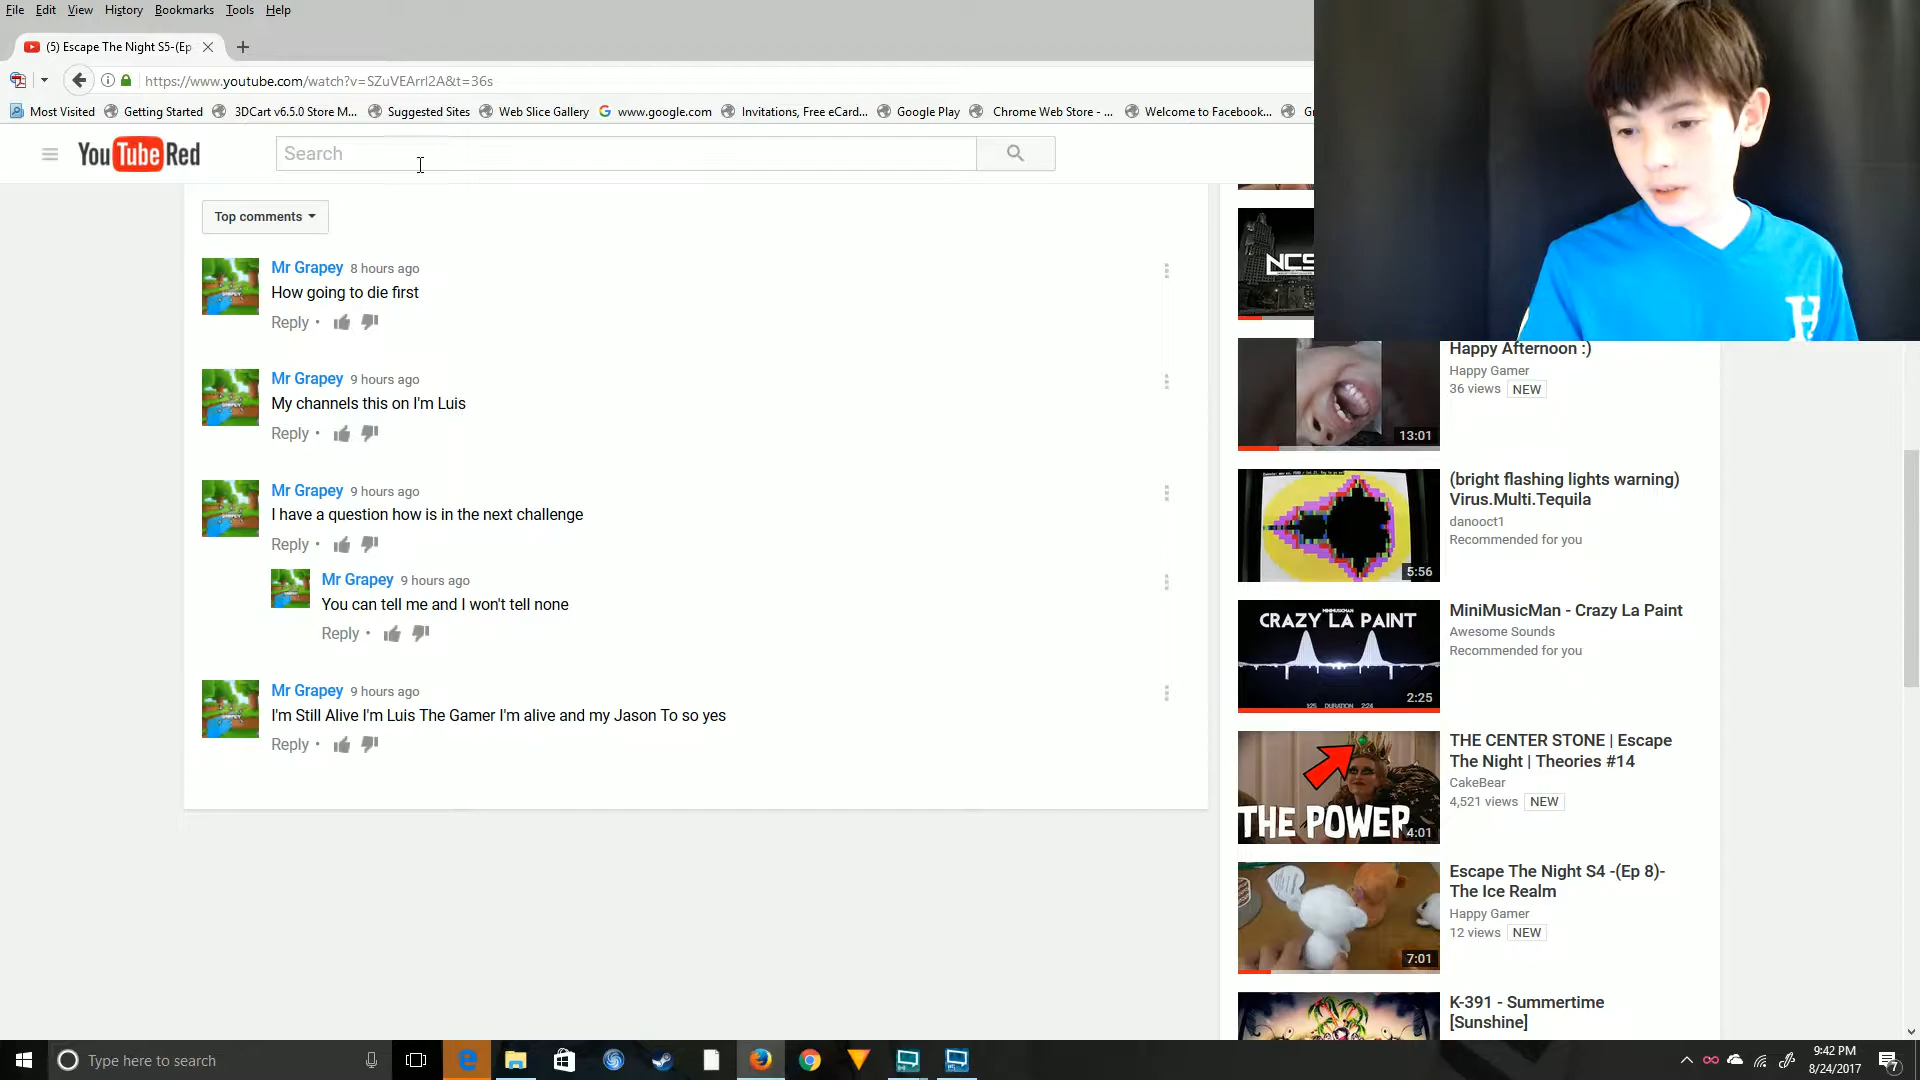 File Edit View History Bookmarks Tools Help
(5) Escape The Night S5-(Ep
https://www.youtube.com/watch?v=SZuVEArrl2A&t=36s
Most Visited Getting Started 3DCart v6.5.0 Store M... Suggested Sites Web Slice Gallery www.google.com Invitations, Free eCard... Google Play Chrome Web Store - ... Welcome to Facebook... Gr
YouTube Red
Search
Top comments
Mr Grapey 8 hours ago
How going to die first
Reply •
Mr Grapey 9 hours ago
My channels this on I'm Luis
Reply •
Mr Grapey 9 hours ago
I have a question how is in the next challenge
Reply •
Mr Grapey 9 hours ago
You can tell me and I won't tell none
Reply •
Mr Grapey 9 hours ago
I'm Still Alive I'm Luis The Gamer I'm alive and my Jason To so yes
Reply •
NCS
H
Happy Afternoon :)
Happy Gamer
36 views NEW
13:01
(bright flashing lights warning)
Virus.Multi.Tequila
danooct1
Recommended for you
5:56
MINIMUSICMAN
CRAZY LA PAINT
125 DURATION 2:24
2:25
MiniMusicMan - Crazy La Paint
Awesome Sounds
Recommended for you
THE POWER
4:01
THE CENTER STONE | Escape
The Night | Theories #14
CakeBear
4,521 views NEW
7:01
Escape The Night S4 -(Ep 8)-
The Ice Realm
Happy Gamer
12 views NEW
K-391 - Summertime
[Sunshine]
Type here to search
9:42 PM
8/24/2017
7